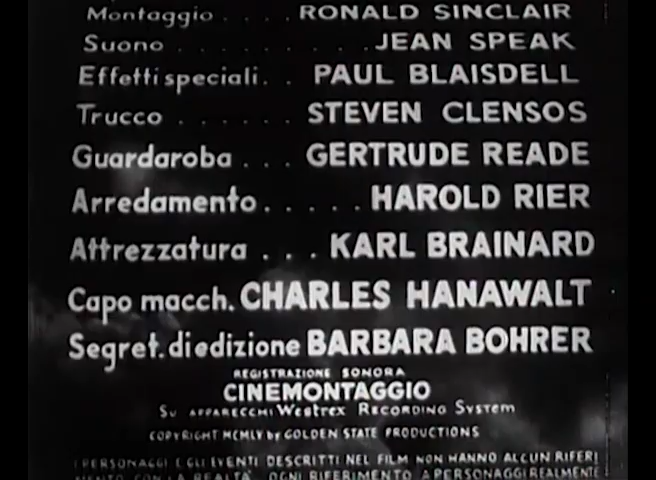 Montaggio . . . . RONALD SINCLAIR
Suono . . . . . . . . . JEAN SPEAK
Effetti speciali. . . PAUL BLAISDELL
Trucco . . . . . . STEVEN CLENSOS
Guardaroba . . . GERTRUDE READE
Arredamento . . . . . HAROLD RIER
Attrezzatura . . . KARL BRAINARD
Capo macch. CHARLES HANAWALT
Segret. di edizione BARBARA BOHRER
REGISTRAZIONE SONORA
CINEMONTAGGIO
SU APPARECCHI WESTREX RECORDING SYSTEM
COPYRIGHT MCMLV by GOLDEN STATE PRODUCTIONS
I PERSONAGGI E GLI EVENTI DESCRITTI NEL FILM NON HANNO ALCUN RIFERI
MENTO CON LA REALTA'. OGNI RIFERIMENTO A PERSONAGGI REALMENTE